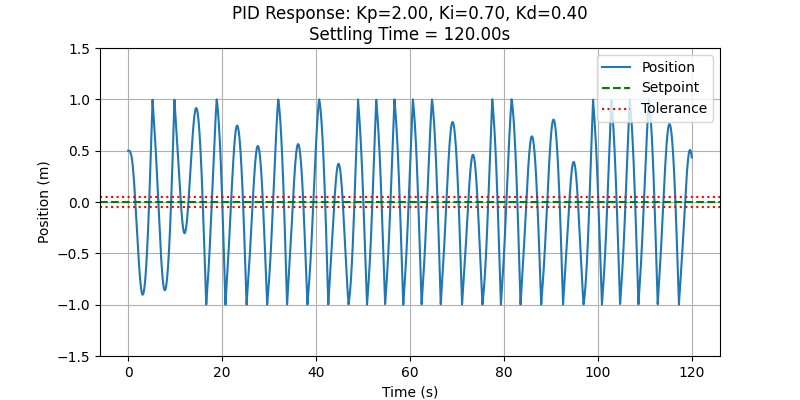 PID Response: Kp=2.00, Ki=0.70, Kd=0.40
Settling Time = 120.00s
1.5
1.0
0.5
0.0
−0.5
−1.0
−1.5
Position (m)
Position
Setpoint
Tolerance
0
20
40
60
80
100
120
Time (s)